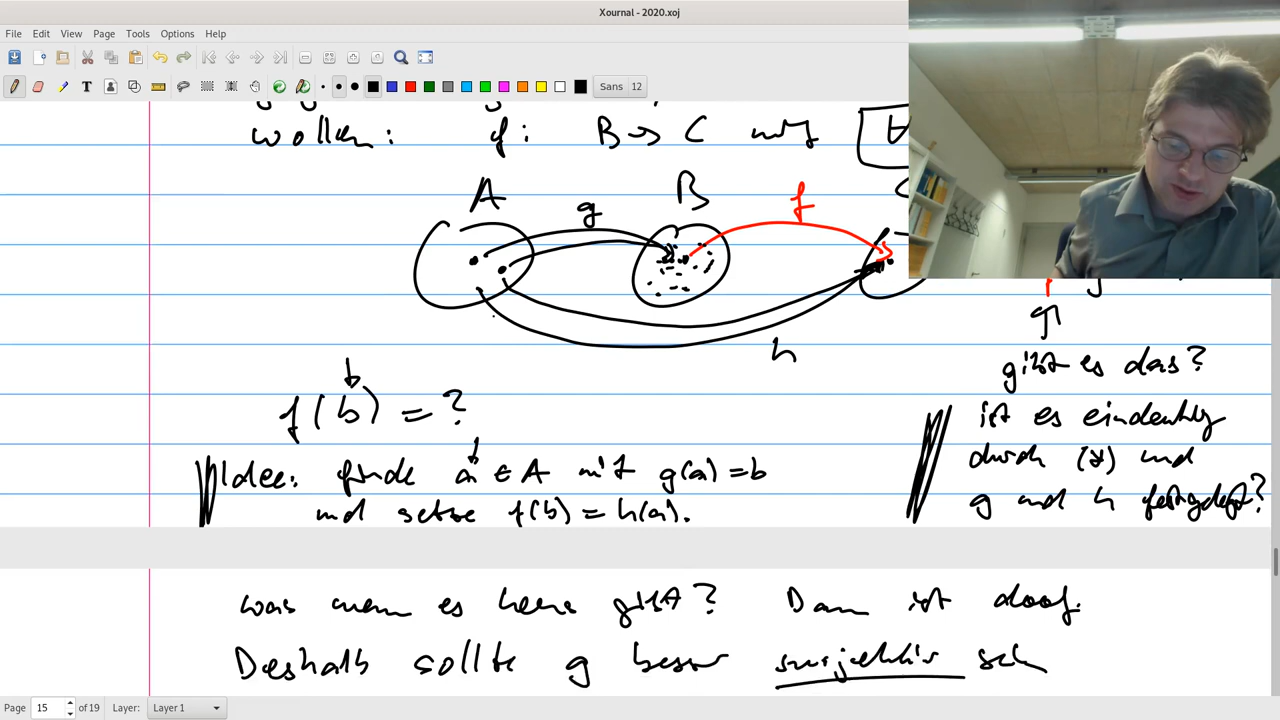 Xournal - 2020.xoj
File Edit View Page Tools Options Help
Sans 12
wollen: f: B → C mit
A g B f C
h
gibt es das?
f(b) = ?
b
ist es eindeutig
durch (*) und
g und h festgelegt?
Idee: finde a ∈ A mit g(a) = b
und setze f(b) = h(a).
was wenn es keins gibt? Dann ist doof.
Deshalb sollte g besser surjektiv sein
Page 15 of 19 Layer: Layer 1